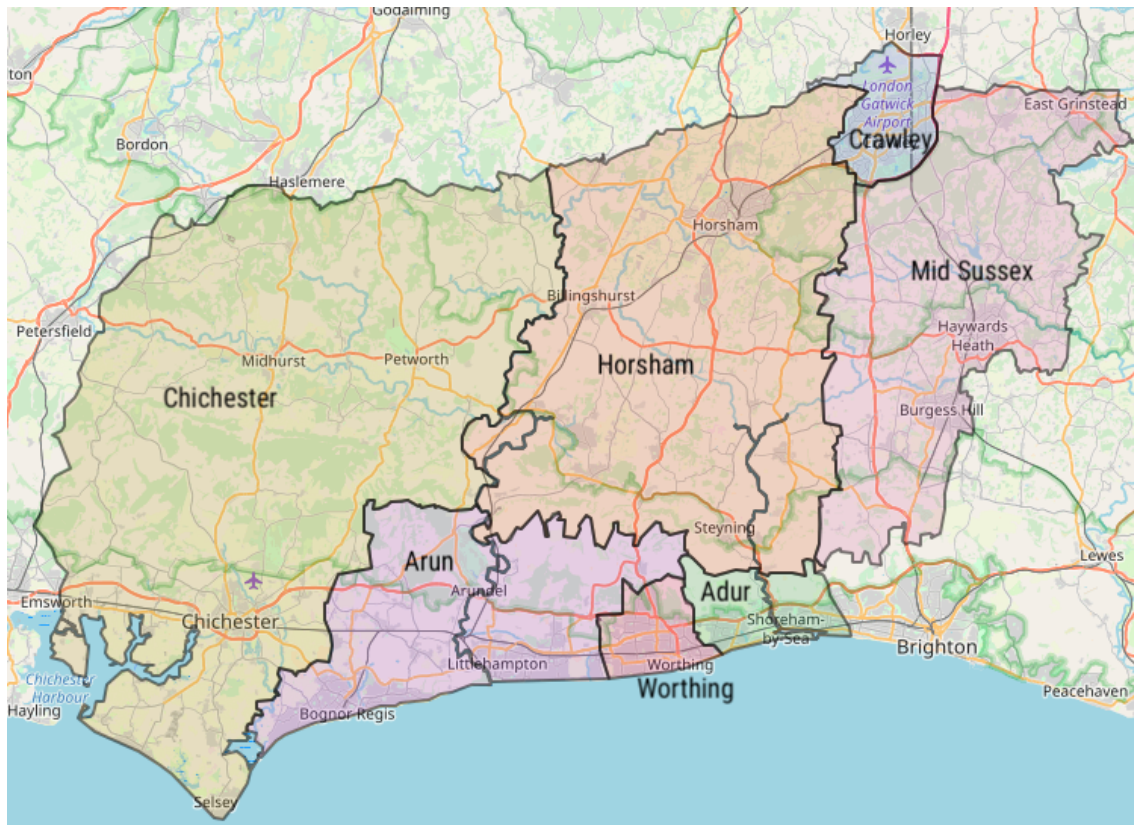 Godalming
ton
Horley
London
Gatwick
Airport
East Grinstead
Crawley
Bordon
Haslemere
Horsham
Mid Sussex
Billingshurst
Petersfield
Haywards
Heath
Midhurst
Petworth
Horsham
Chichester
Burgess Hill
Steyning
Lewes
Arun
Arundel
Adur
Emsworth
Chichester
Shoreham-
by-Sea
Brighton
Littlehampton
Worthing
Chichester
Harbour
Worthing
Peacehaven
Hayling
Bognor Regis
Selsey